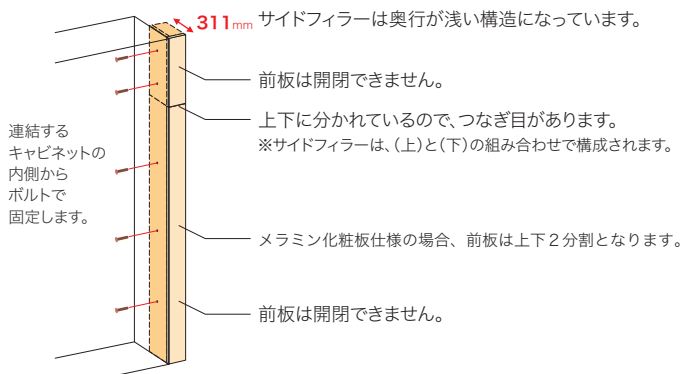 311mm サイドフィラーは奥行が浅い構造になっています。
前板は開閉できません。
上下に分かれているので、つなぎ目があります。
※サイドフィラーは、（上）と（下）の組み合わせで構成されます。
連結する
キャビネットの
内側から
ボルトで
固定します。
メラミン化粧板仕様の場合、前板は上下２分割となります。
前板は開閉できません。